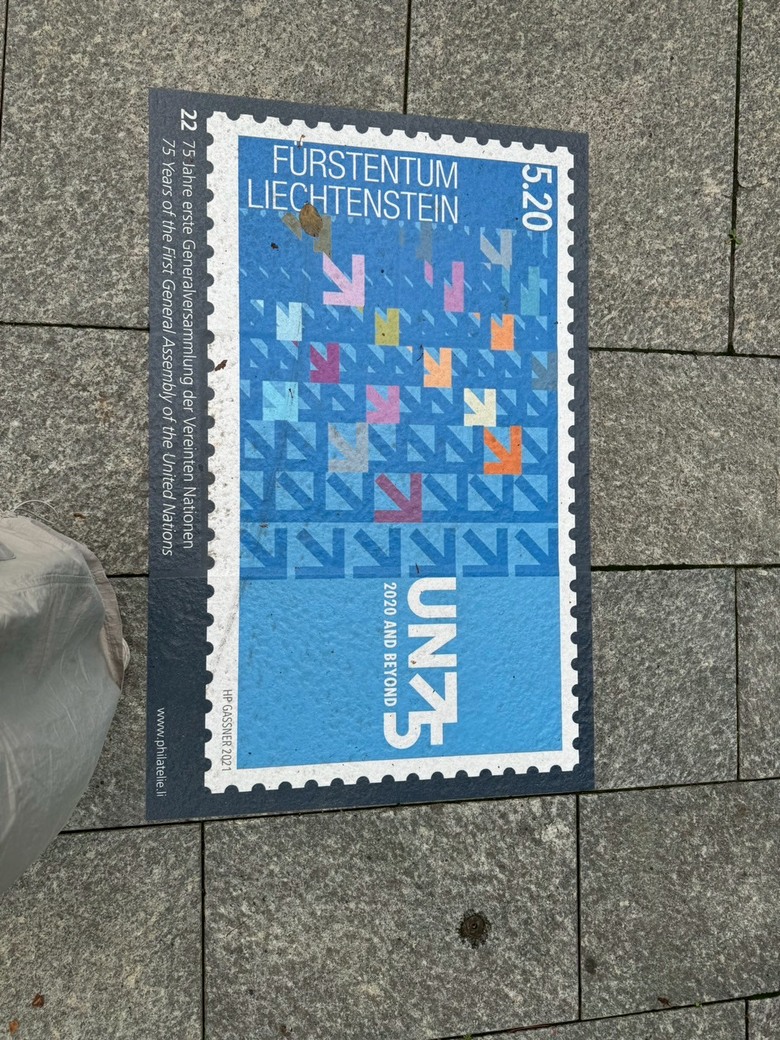 FÜRSTENTUM
LIECHTENSTEIN
5.20
UN75
2020 AND BEYOND
HP GASSNER 2021
22 75 Jahre erste Generalversammlung der Vereinten Nationen
75 Years of the First General Assembly of the United Nations
www.philatelie.li